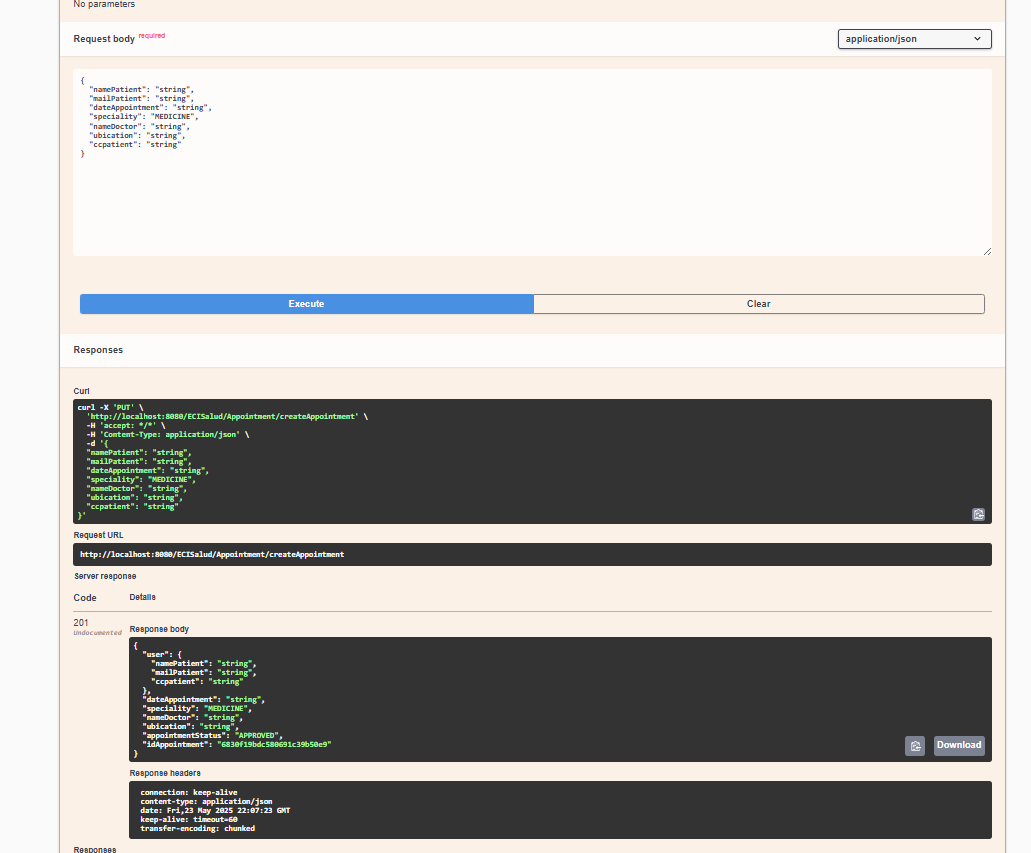 No parameters
Request body required
application/json
{
"namePatient": "string",
"mailPatient": "string",
"dateAppointment": "string",
"speciality": "MEDICINE",
"nameDoctor": "string",
"ubication": "string",
"ccpatient": "string"
}
Execute
Clear
Responses
Curl
curl -X 'PUT' \
'http://localhost:8080/ECISalud/Appointment/createAppointment' \
-H 'accept: */*' \
-H 'Content-Type: application/json' \
-d '{
"namePatient": "string",
"mailPatient": "string",
"dateAppointment": "string",
"speciality": "MEDICINE",
"nameDoctor": "string",
"ubication": "string",
"ccpatient": "string"
}'
Request URL
http://localhost:8080/ECISalud/Appointment/createAppointment
Server response
Code Details
201
Undocumented
Response body
{
"user": {
"namePatient": "string",
"mailPatient": "string",
"ccpatient": "string"
},
"dateAppointment": "string",
"speciality": "MEDICINE",
"nameDoctor": "string",
"ubication": "string",
"appointmentStatus": "APPROVED",
"idAppointment": "6830f19bdc580691c39b50e9"
}
Download
Response headers
connection: keep-alive
content-type: application/json
date: Fri,23 May 2025 22:07:23 GMT
keep-alive: timeout=60
transfer-encoding: chunked
Responses